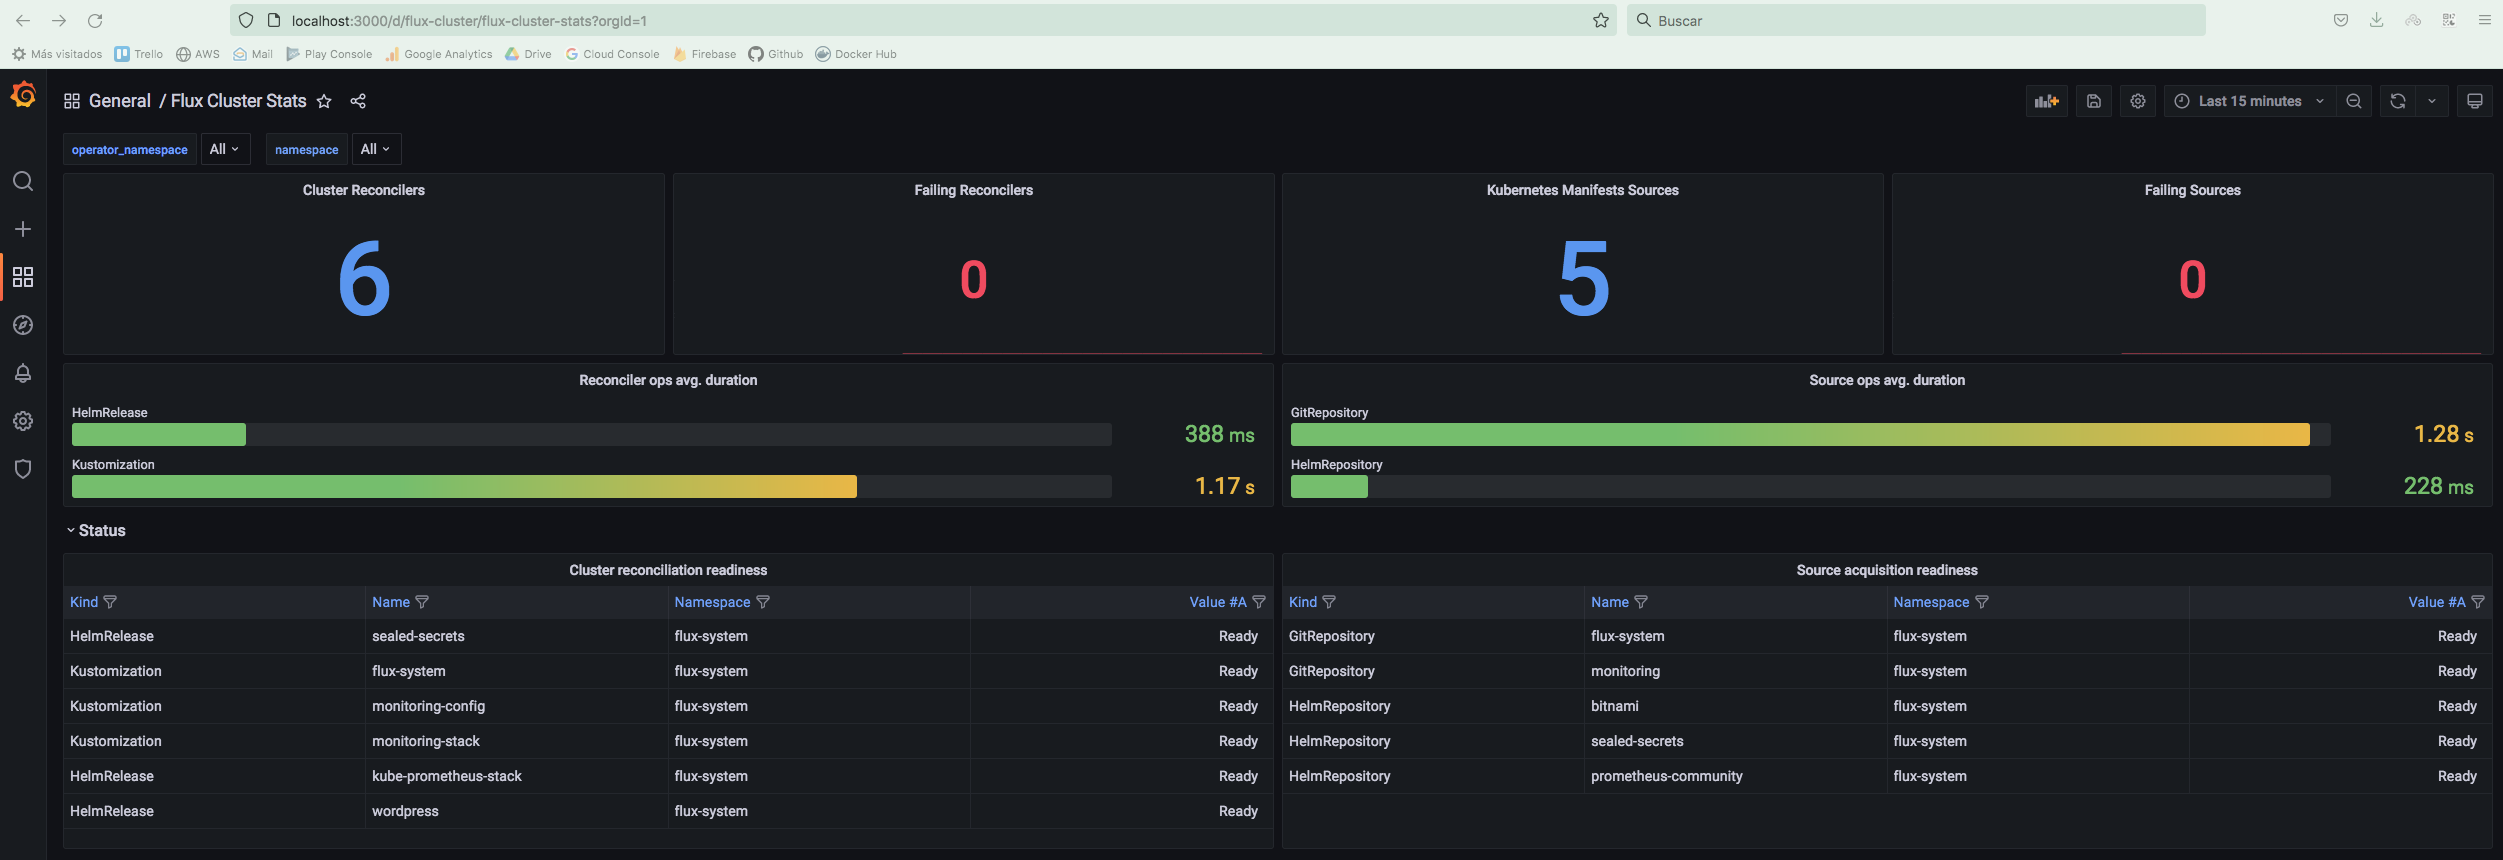 localhost:3000/d/flux-cluster/flux-cluster-stats?orgId=1 Buscar
Más visitados Trello AWS Mail Play Console Google Analytics Drive Cloud Console Firebase Github Docker Hub
General / Flux Cluster Stats Last 15 minutes
operator_namespace All namespace All
Cluster Reconcilers Failing Reconcilers Kubernetes Manifests Sources Failing Sources
6 0 5 0
Reconciler ops avg. duration Source ops avg. duration
HelmRelease GitRepository
388 ms 1.28 s
Kustomization HelmRepository
1.17 s 228 ms
Status
Cluster reconciliation readiness Source acquisition readiness
Kind Name Namespace Value #A Kind Name Namespace Value #A
HelmRelease sealed-secrets flux-system Ready GitRepository flux-system flux-system Ready
Kustomization flux-system flux-system Ready GitRepository monitoring flux-system Ready
Kustomization monitoring-config flux-system Ready HelmRepository bitnami flux-system Ready
Kustomization monitoring-stack flux-system Ready HelmRepository sealed-secrets flux-system Ready
HelmRelease kube-prometheus-stack flux-system Ready HelmRepository prometheus-community flux-system Ready
HelmRelease wordpress flux-system Ready